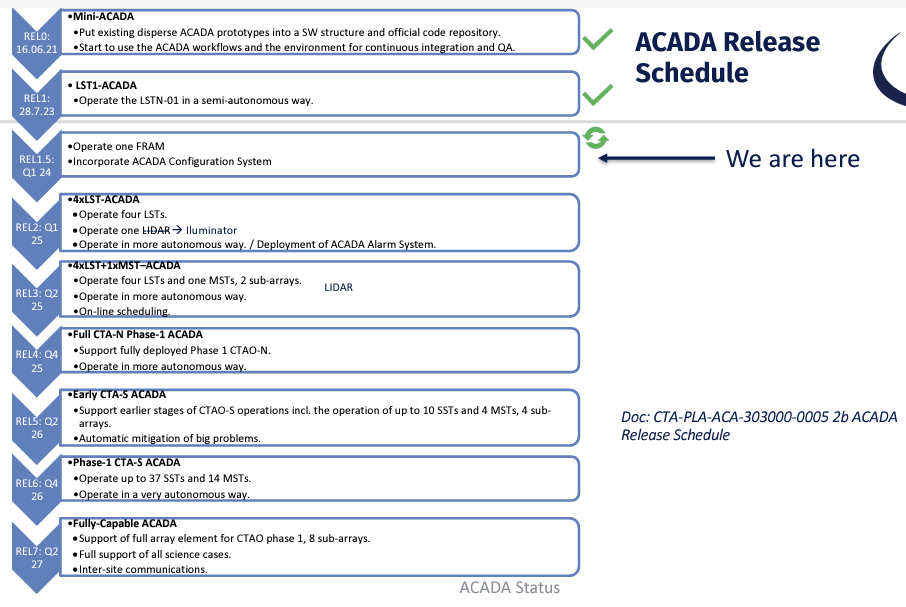 ACADA Release
Schedule
REL0:
16.06.21
•Mini-ACADA
•Put existing disperse ACADA prototypes into a SW structure and official code repository.
•Start to use the ACADA workflows and the environment for continuous integration and QA.
REL1:
28.7.23
• LST1-ACADA
•Operate the LSTN-01 in a semi-autonomous way.
REL1.5:
Q1 24
•Operate one FRAM
•Incorporate ACADA Configuration System
We are here
REL2: Q1
25
•4xLST-ACADA
•Operate four LSTs.
•Operate one LIDAR → Iluminator
•Operate in more autonomous way. / Deployment of ACADA Alarm System.
REL3: Q2
25
•4xLST+1xMST–ACADA
•Operate four LSTs and one MSTs, 2 sub-arrays.
LIDAR
•Operate in more autonomous way.
•On-line scheduling.
REL4: Q4
25
•Full CTA-N Phase-1 ACADA
•Support fully deployed Phase 1 CTAO-N.
•Operate in more autonomous way.
REL5: Q2
26
•Early CTA-S ACADA
•Support earlier stages of CTAO-S operations incl. the operation of up to 10 SSTs and 4 MSTs, 4 sub-
arrays.
•Automatic mitigation of big problems.
Doc: CTA-PLA-ACA-303000-0005 2b ACADA
Release Schedule
REL6: Q4
26
•Phase-1 CTA-S ACADA
•Operate up to 37 SSTs and 14 MSTs.
•Operate in a very autonomous way.
REL7: Q2
27
•Fully-Capable ACADA
•Support of full array element for CTAO phase 1, 8 sub-arrays.
•Full support of all science cases.
•Inter-site communications.
ACADA Status